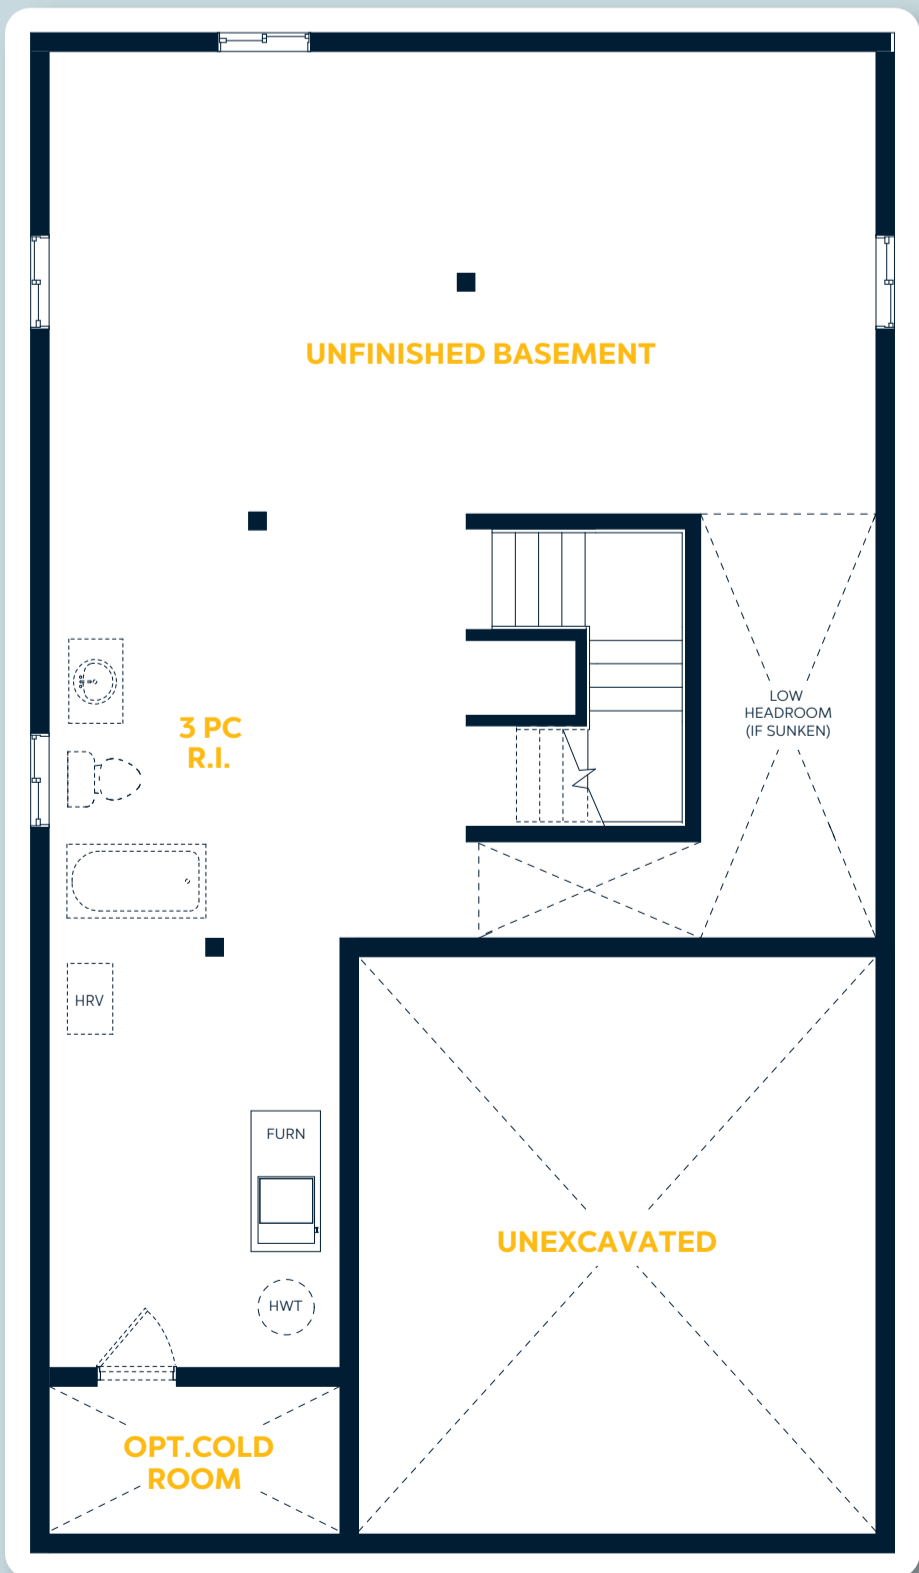 UNFINISHED BASEMENT
3 PC
R.I.
LOW
HEADROOM
(IF SUNKEN)
HRV
FURN
UNEXCAVATED
HWT
OPT.COLD
ROOM